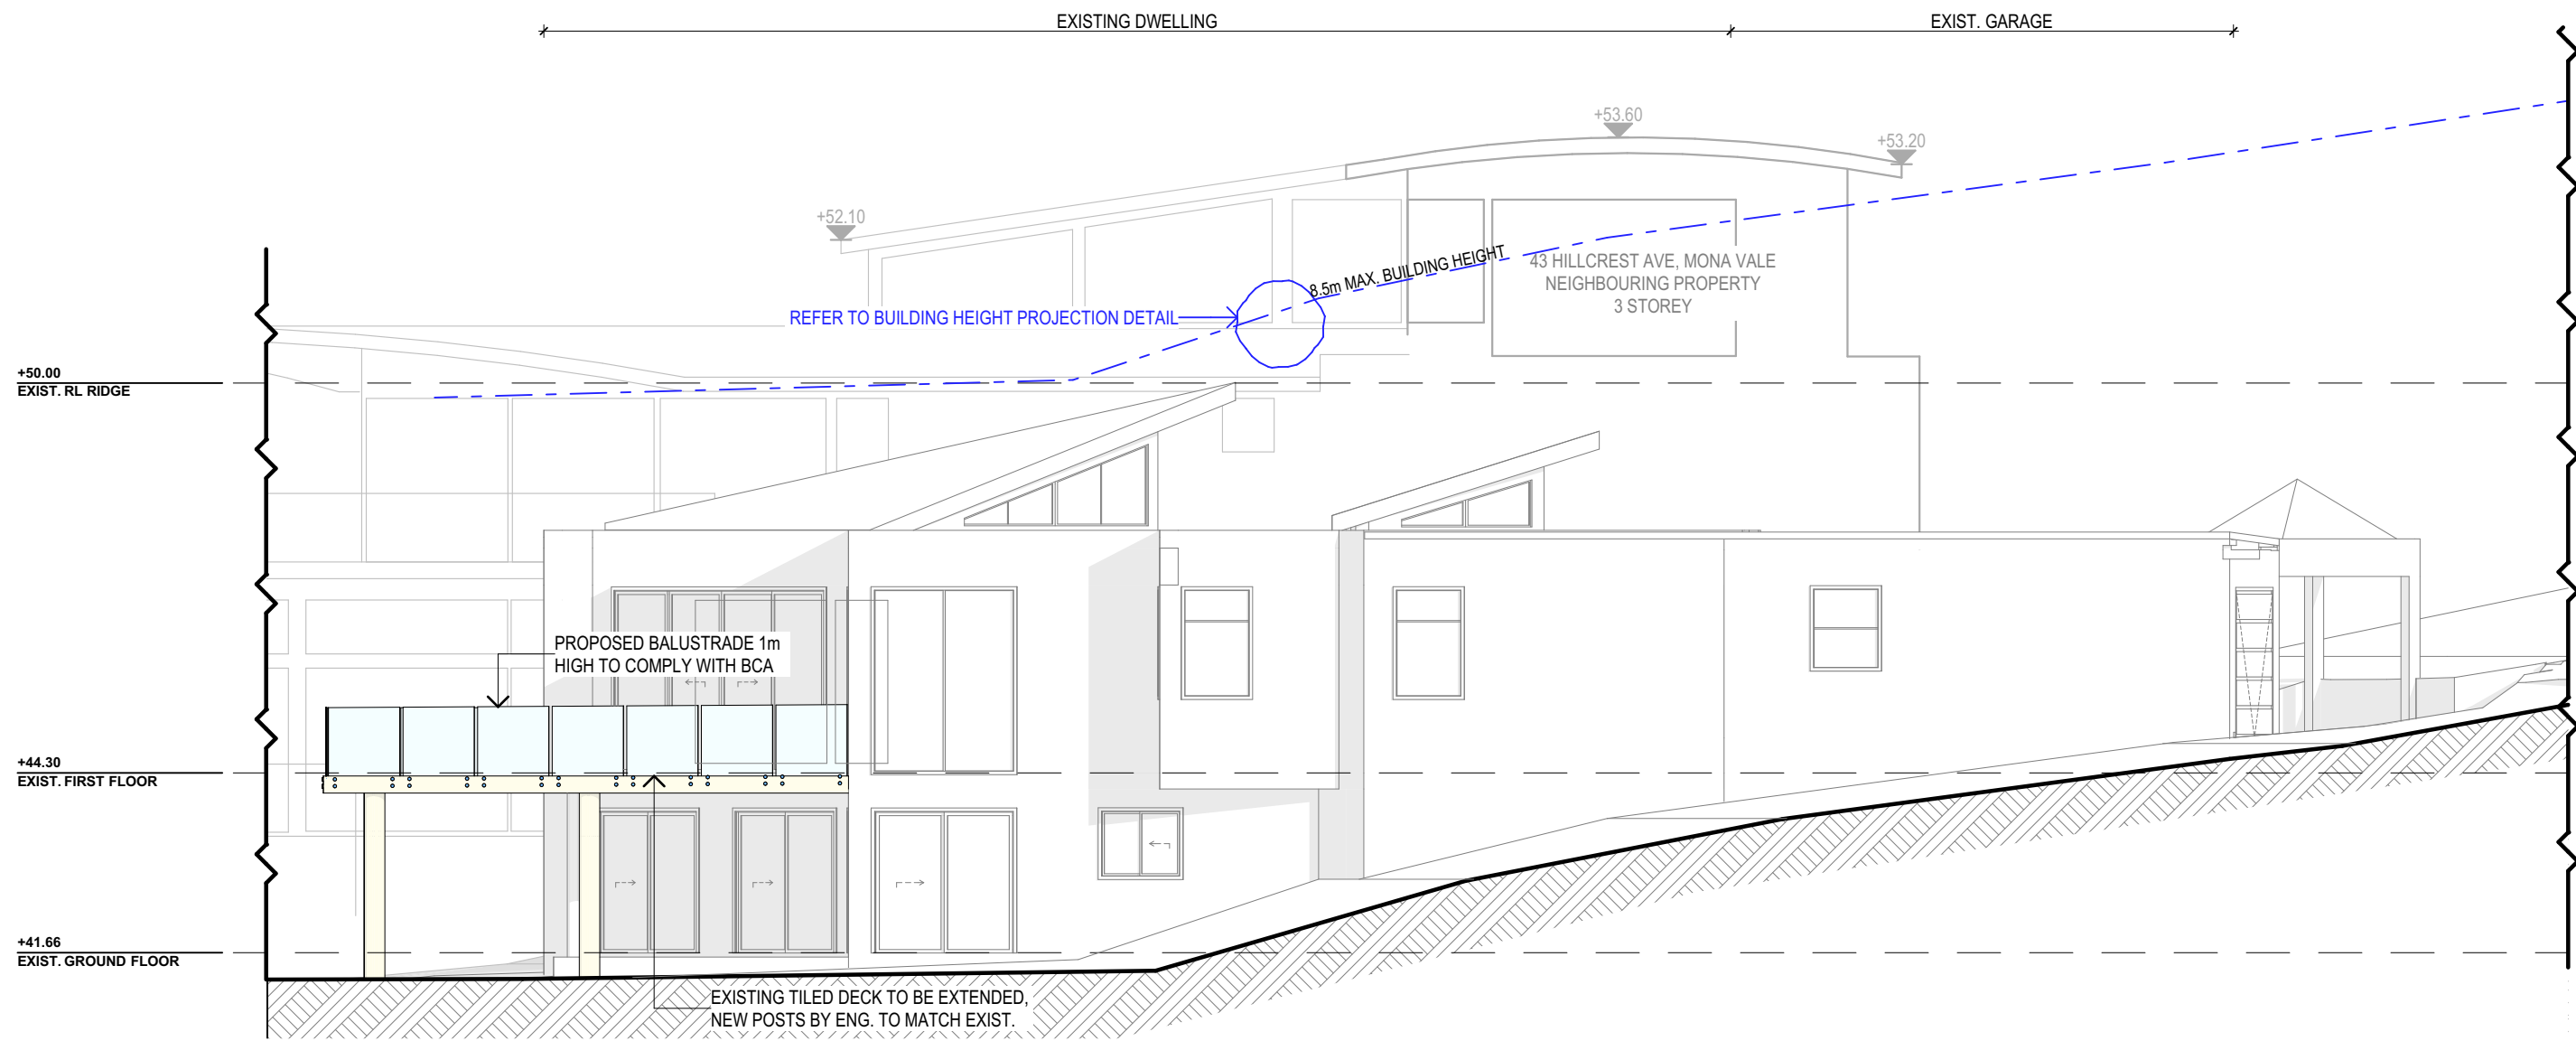 EXISTING DWELLING
EXIST. GARAGE
+53.60
+53.20
+52.10
8.5m MAX. BUILDING HEIGHT
43 HILLCREST AVE, MONA VALE
NEIGHBOURING PROPERTY
3 STOREY
REFER TO BUILDING HEIGHT PROJECTION DETAIL
+50.00
EXIST. RL RIDGE
PROPOSED BALUSTRADE 1m
HIGH TO COMPLY WITH BCA
+44.30
EXIST. FIRST FLOOR
+41.66
EXIST. GROUND FLOOR
EXISTING TILED DECK TO BE EXTENDED,
NEW POSTS BY ENG. TO MATCH EXIST.